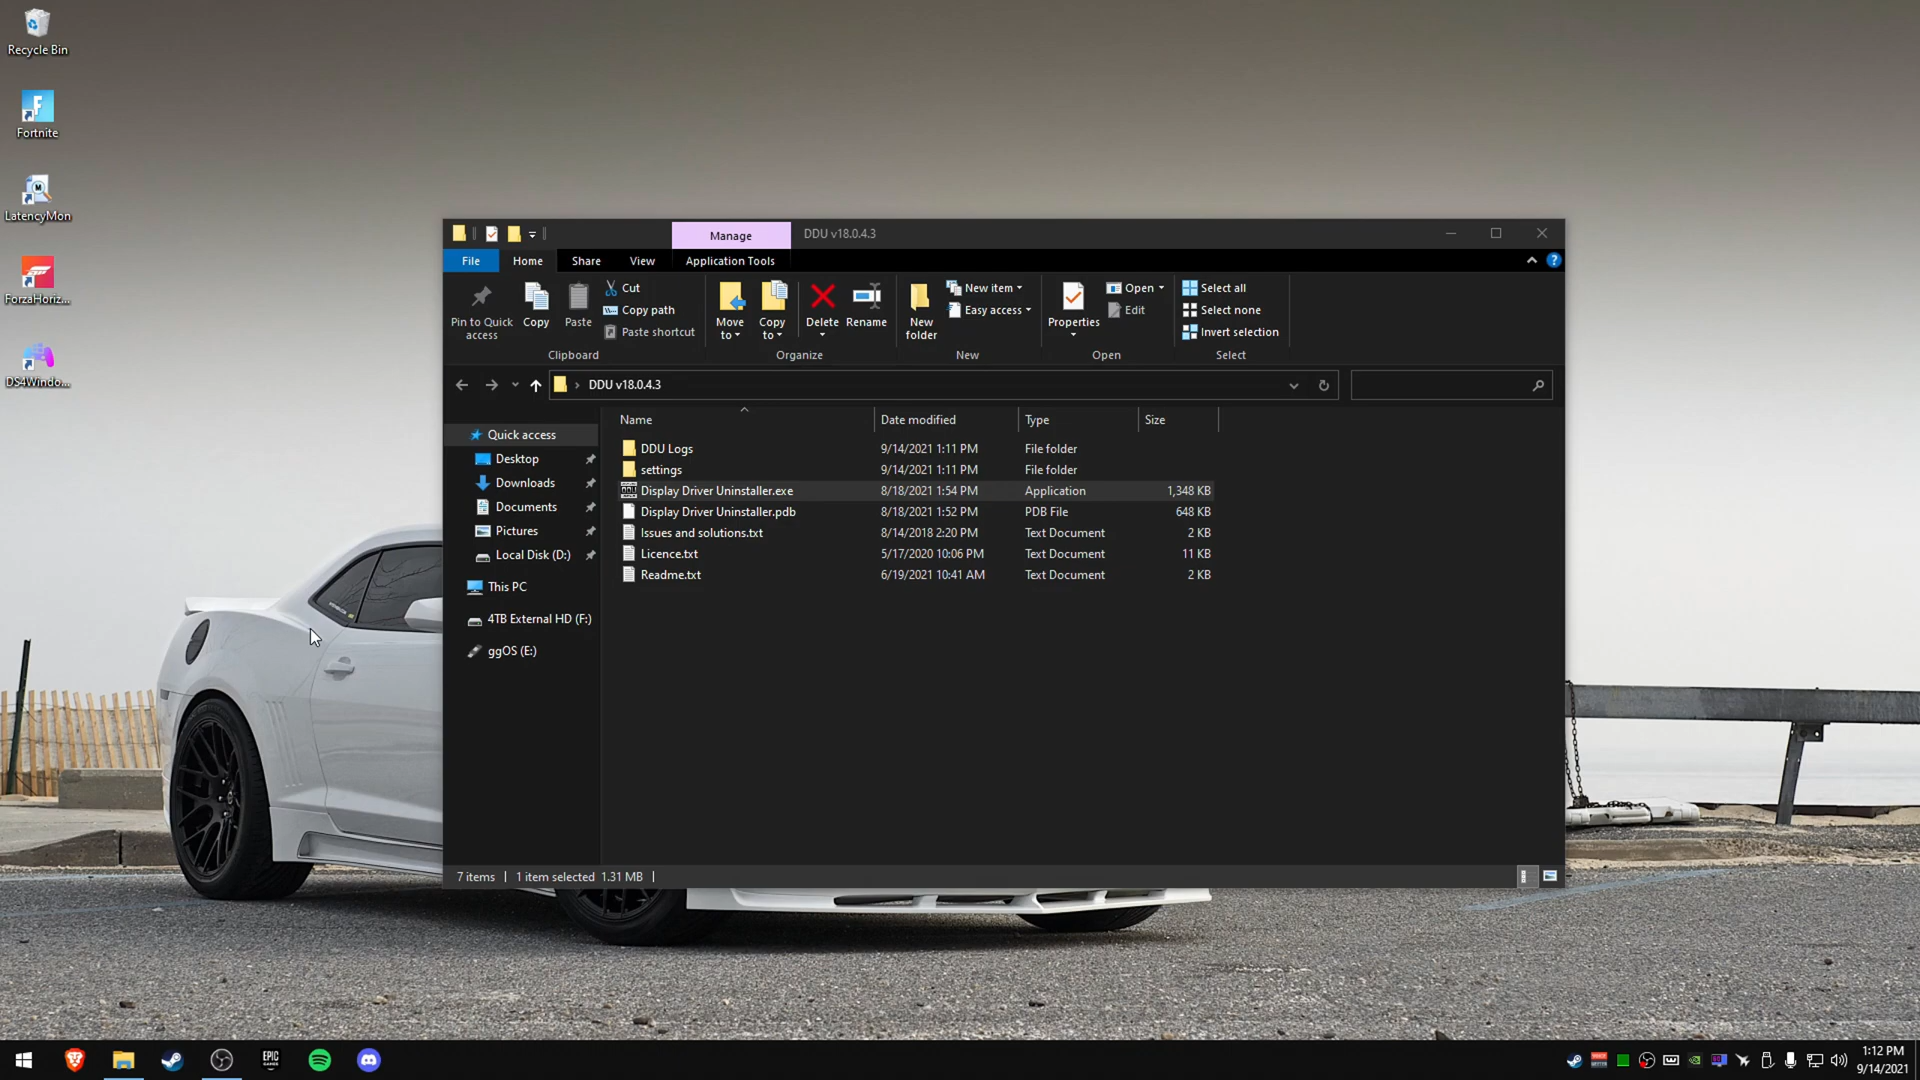 Recycle Bin
Fortnite
LatencyMon
ForzaHoriz...
DS4Windo...
Manage
DDU v18.0.4.3
File
Home
Share
View
Application Tools
Pin to Quick access
Copy
Paste
Cut
Copy path
Paste shortcut
Clipboard
Move to
Copy to
Delete
Rename
Organize
New folder
New item
Easy access
New
Properties
Open
Edit
Open
Select all
Select none
Invert selection
Select
DDU v18.0.4.3
Quick access
Desktop
Downloads
Documents
Pictures
Local Disk (D:)
This PC
4TB External HD (F:)
ggOS (E:)
Name Date modified Type Size
DDU Logs 9/14/2021 1:11 PM File folder
settings 9/14/2021 1:11 PM File folder
Display Driver Uninstaller.exe 8/18/2021 1:54 PM Application 1,348 KB
Display Driver Uninstaller.pdb 8/18/2021 1:52 PM PDB File 648 KB
Issues and solutions.txt 8/14/2018 2:20 PM Text Document 2 KB
Licence.txt 5/17/2020 10:06 PM Text Document 11 KB
Readme.txt 6/19/2021 10:41 AM Text Document 2 KB
7 items 1 item selected 1.31 MB
EPIC GAMES
1:12 PM
9/14/2021